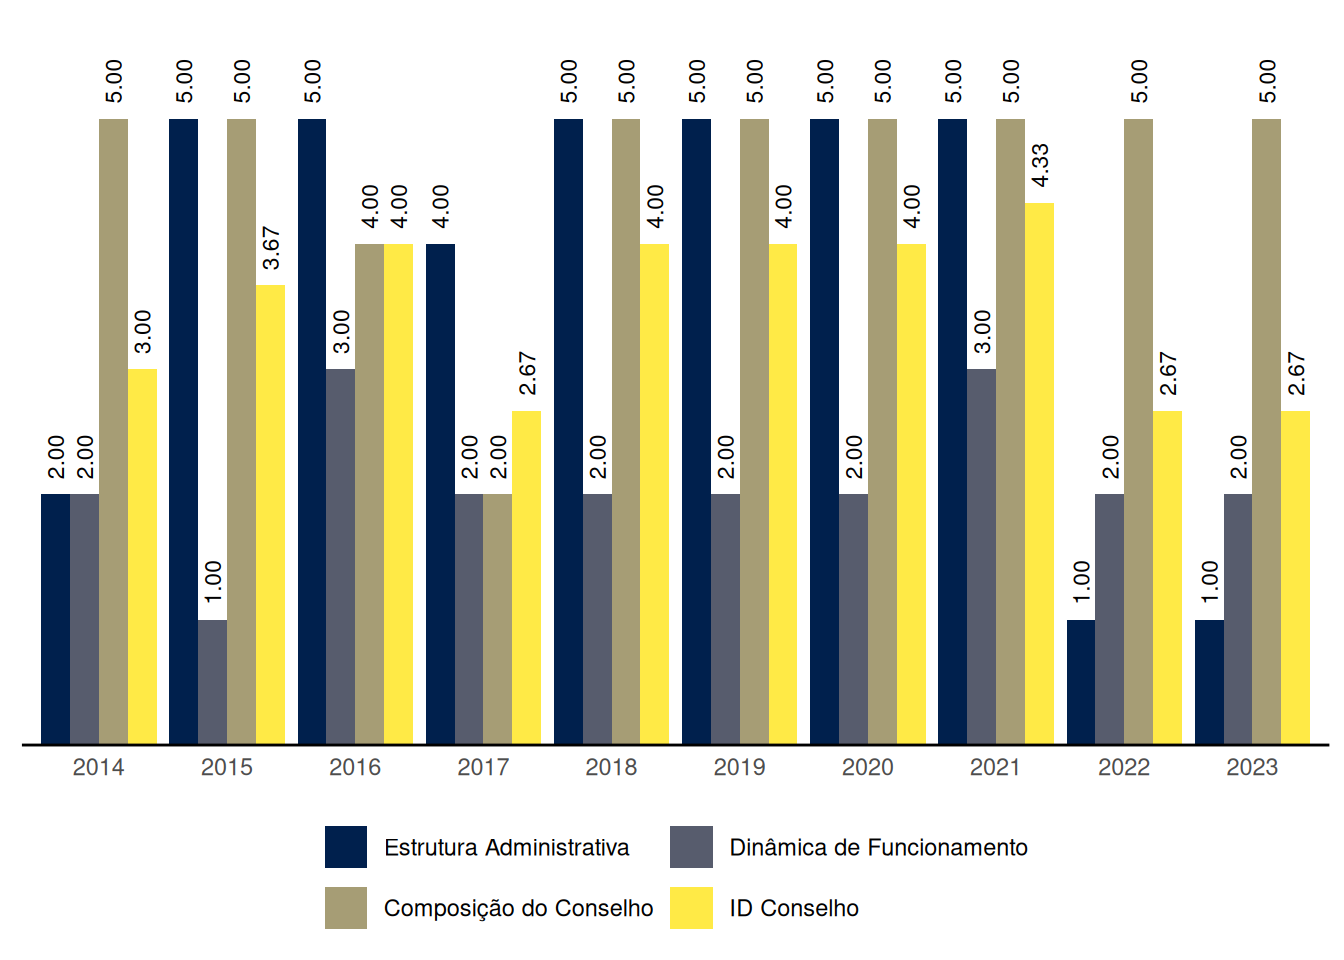 2.00 2.00 5.00 3.00 5.00 1.00 5.00 3.67 5.00 3.00 4.00 4.00 4.00 2.00 2.00 2.67 5.00 2.00 5.00 4.00 5.00 2.00 5.00 4.00 5.00 2.00 5.00 4.00 5.00 3.00 5.00 4.33 1.00 2.00 5.00 2.67 1.00 2.00 5.00 2.67
2014 2015 2016 2017 2018 2019 2020 2021 2022 2023
Estrutura Administrativa Dinâmica de Funcionamento
Composição do Conselho ID Conselho